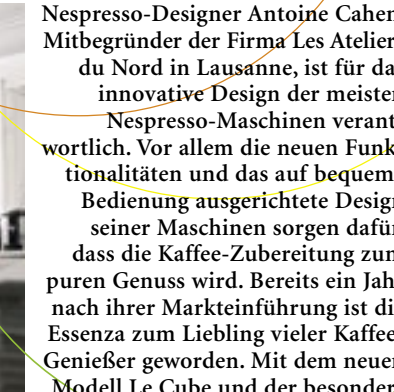 Nespresso-Designer Antoine Cahen
Mitbegründer der Firma Les Atelier
du Nord in Lausanne, ist für da
innovative Design der meister
Nespresso-Maschinen verant
wortlich. Vor allem die neuen Funk
tionalitäten und das auf bequem
Bedienung ausgerichtete Desig
seiner Maschinen sorgen dafür
dass die Kaffee-Zubereitung zum
puren Genuss wird. Bereits ein Jah
nach ihrer Markteinführung ist di
Essenza zum Liebling vieler Kaffee
Genießer geworden. Mit dem neuen
Modell Le Cube und der besonder